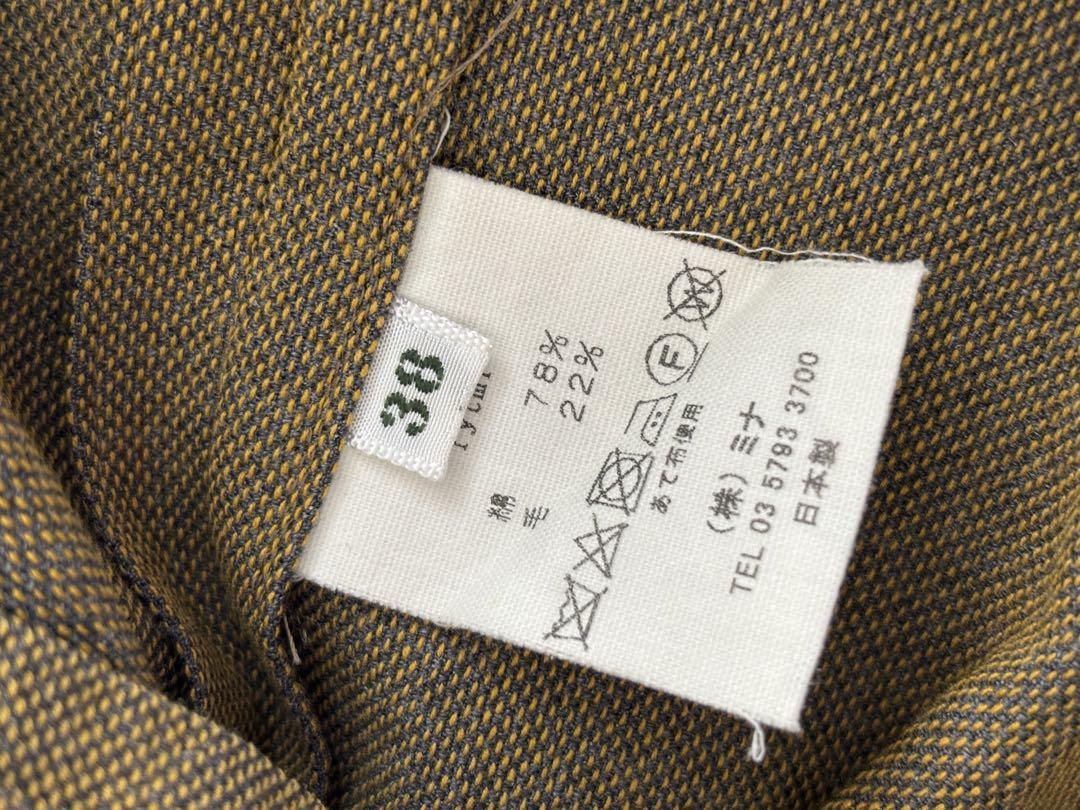 38
rytmi
綿 78%
毛 22%
あて布使用
(株) ミナ
TEL 03 5793 3700
日本製